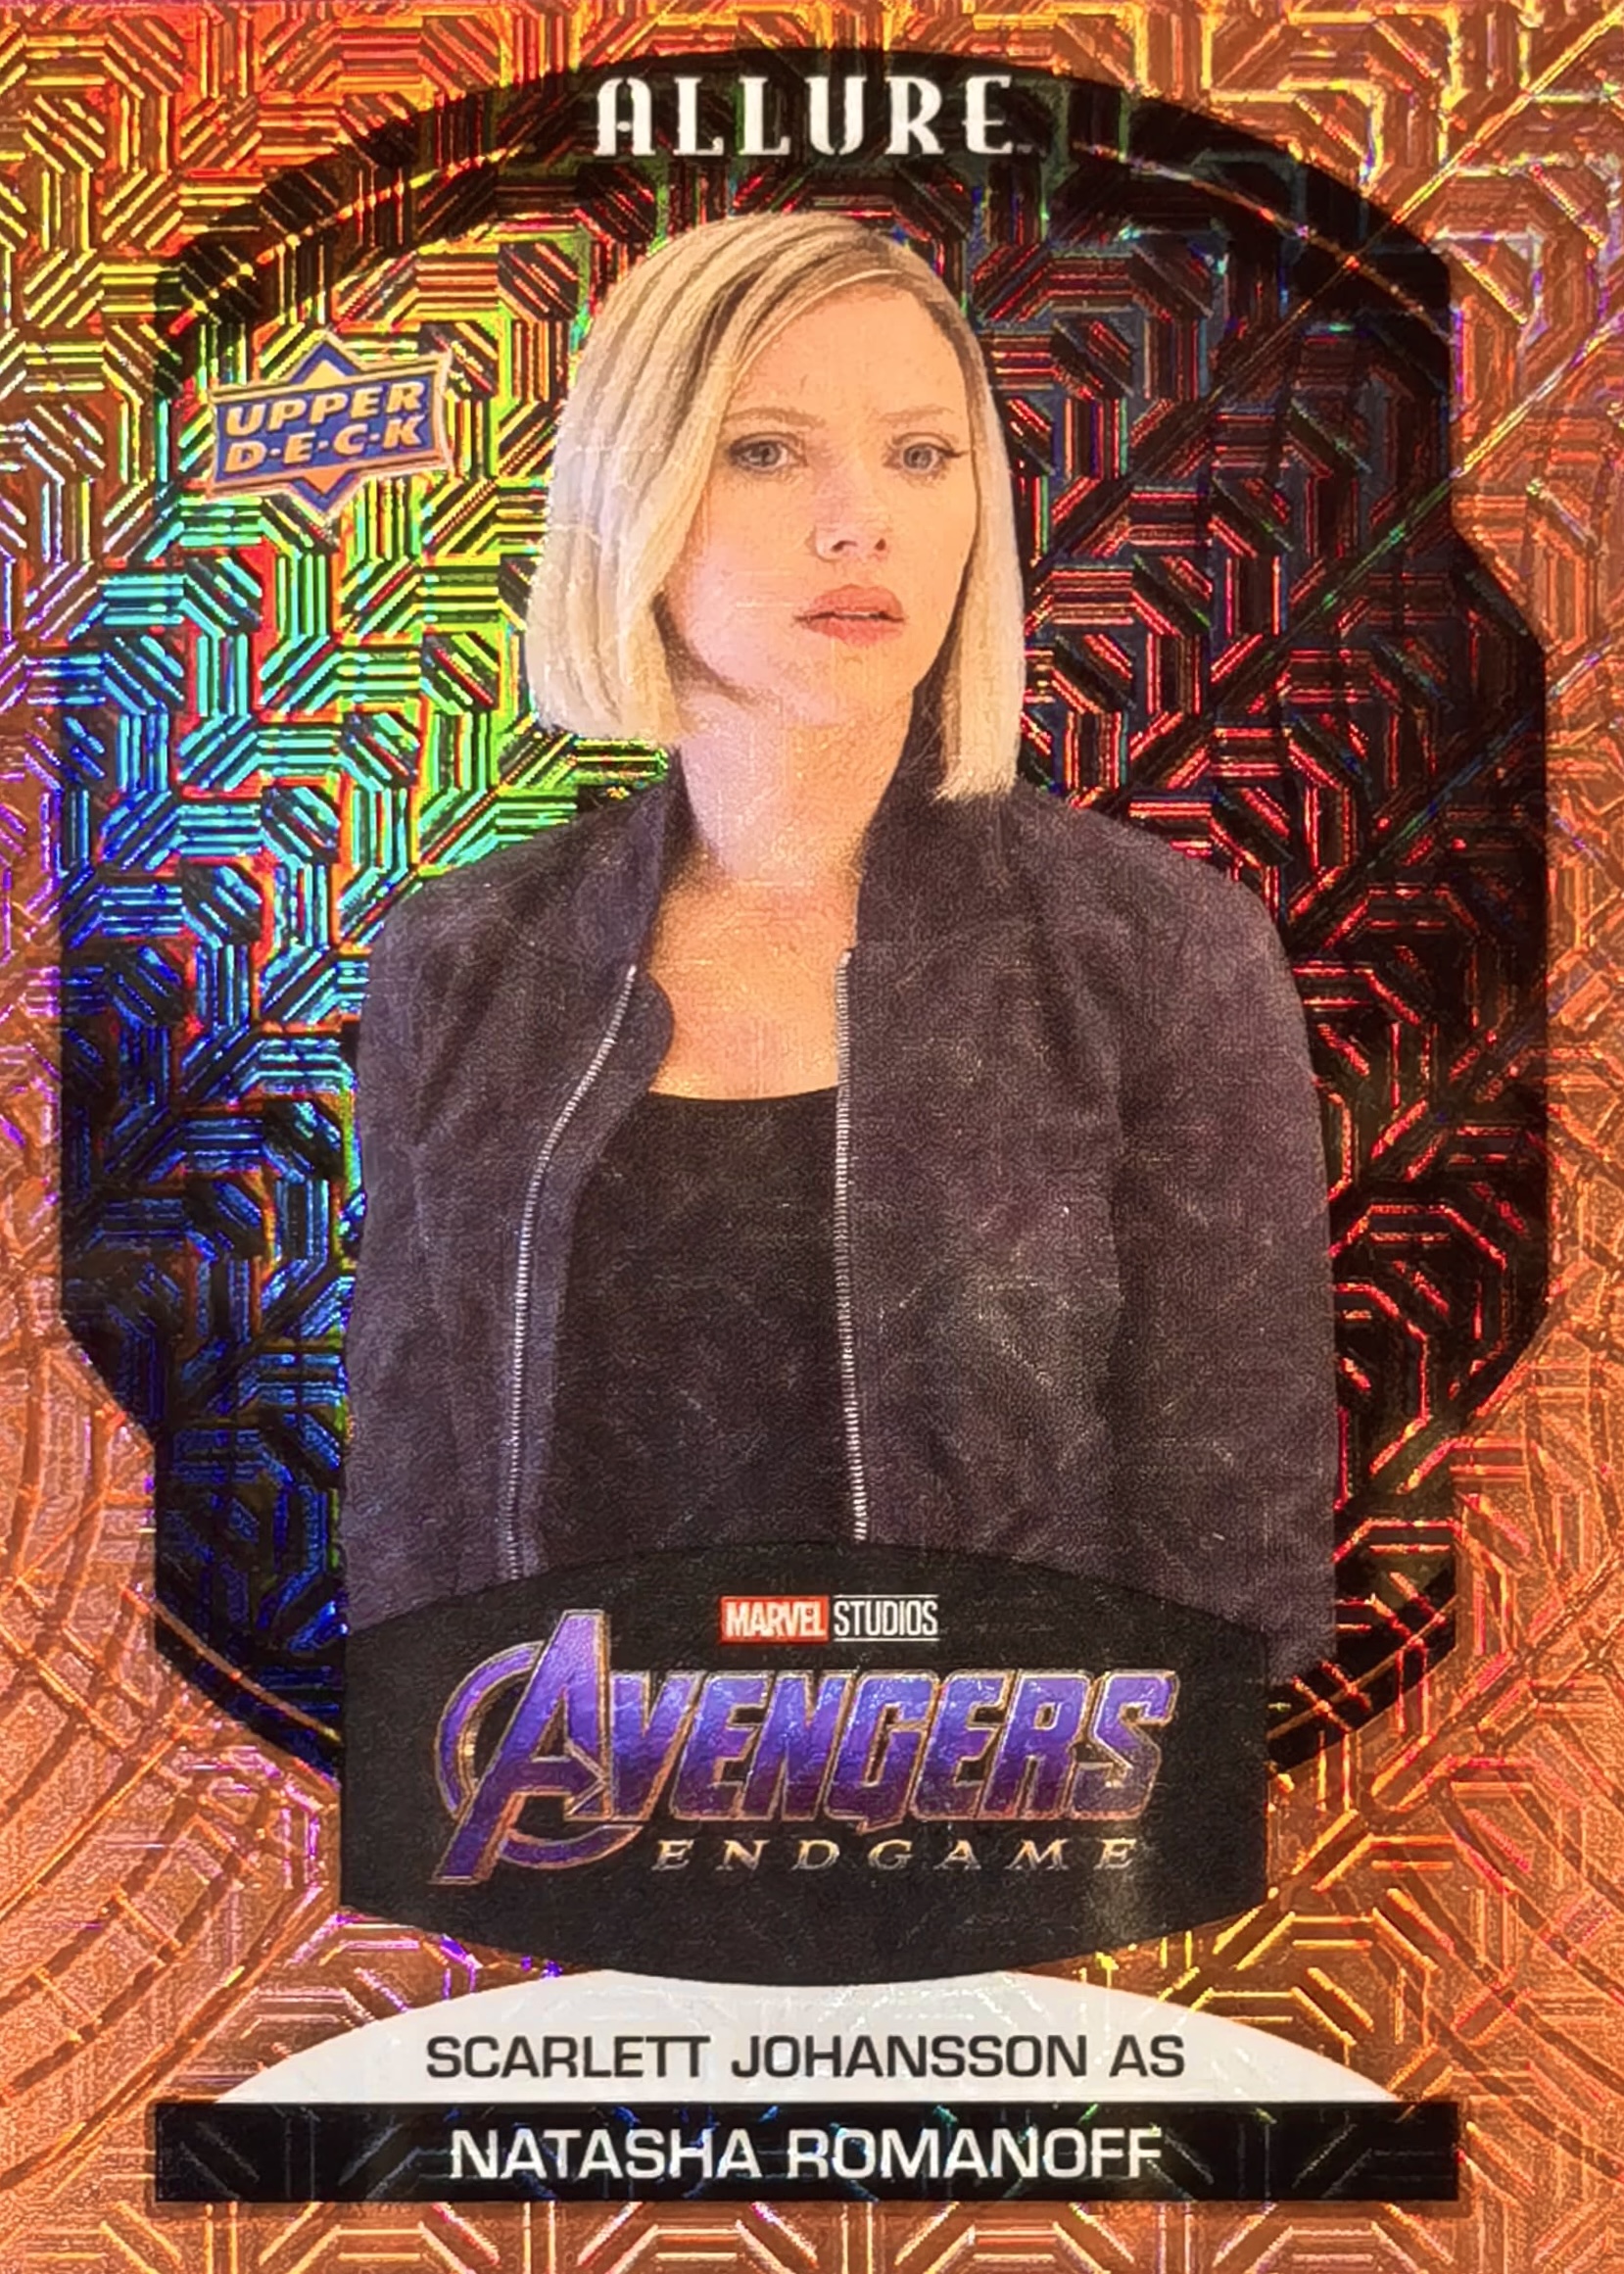 ALLURE
UPPER
D·E·C·K
MARVEL STUDIOS
AVENGERS
ENDGAME
SCARLETT JOHANSSON AS
NATASHA ROMANOFF